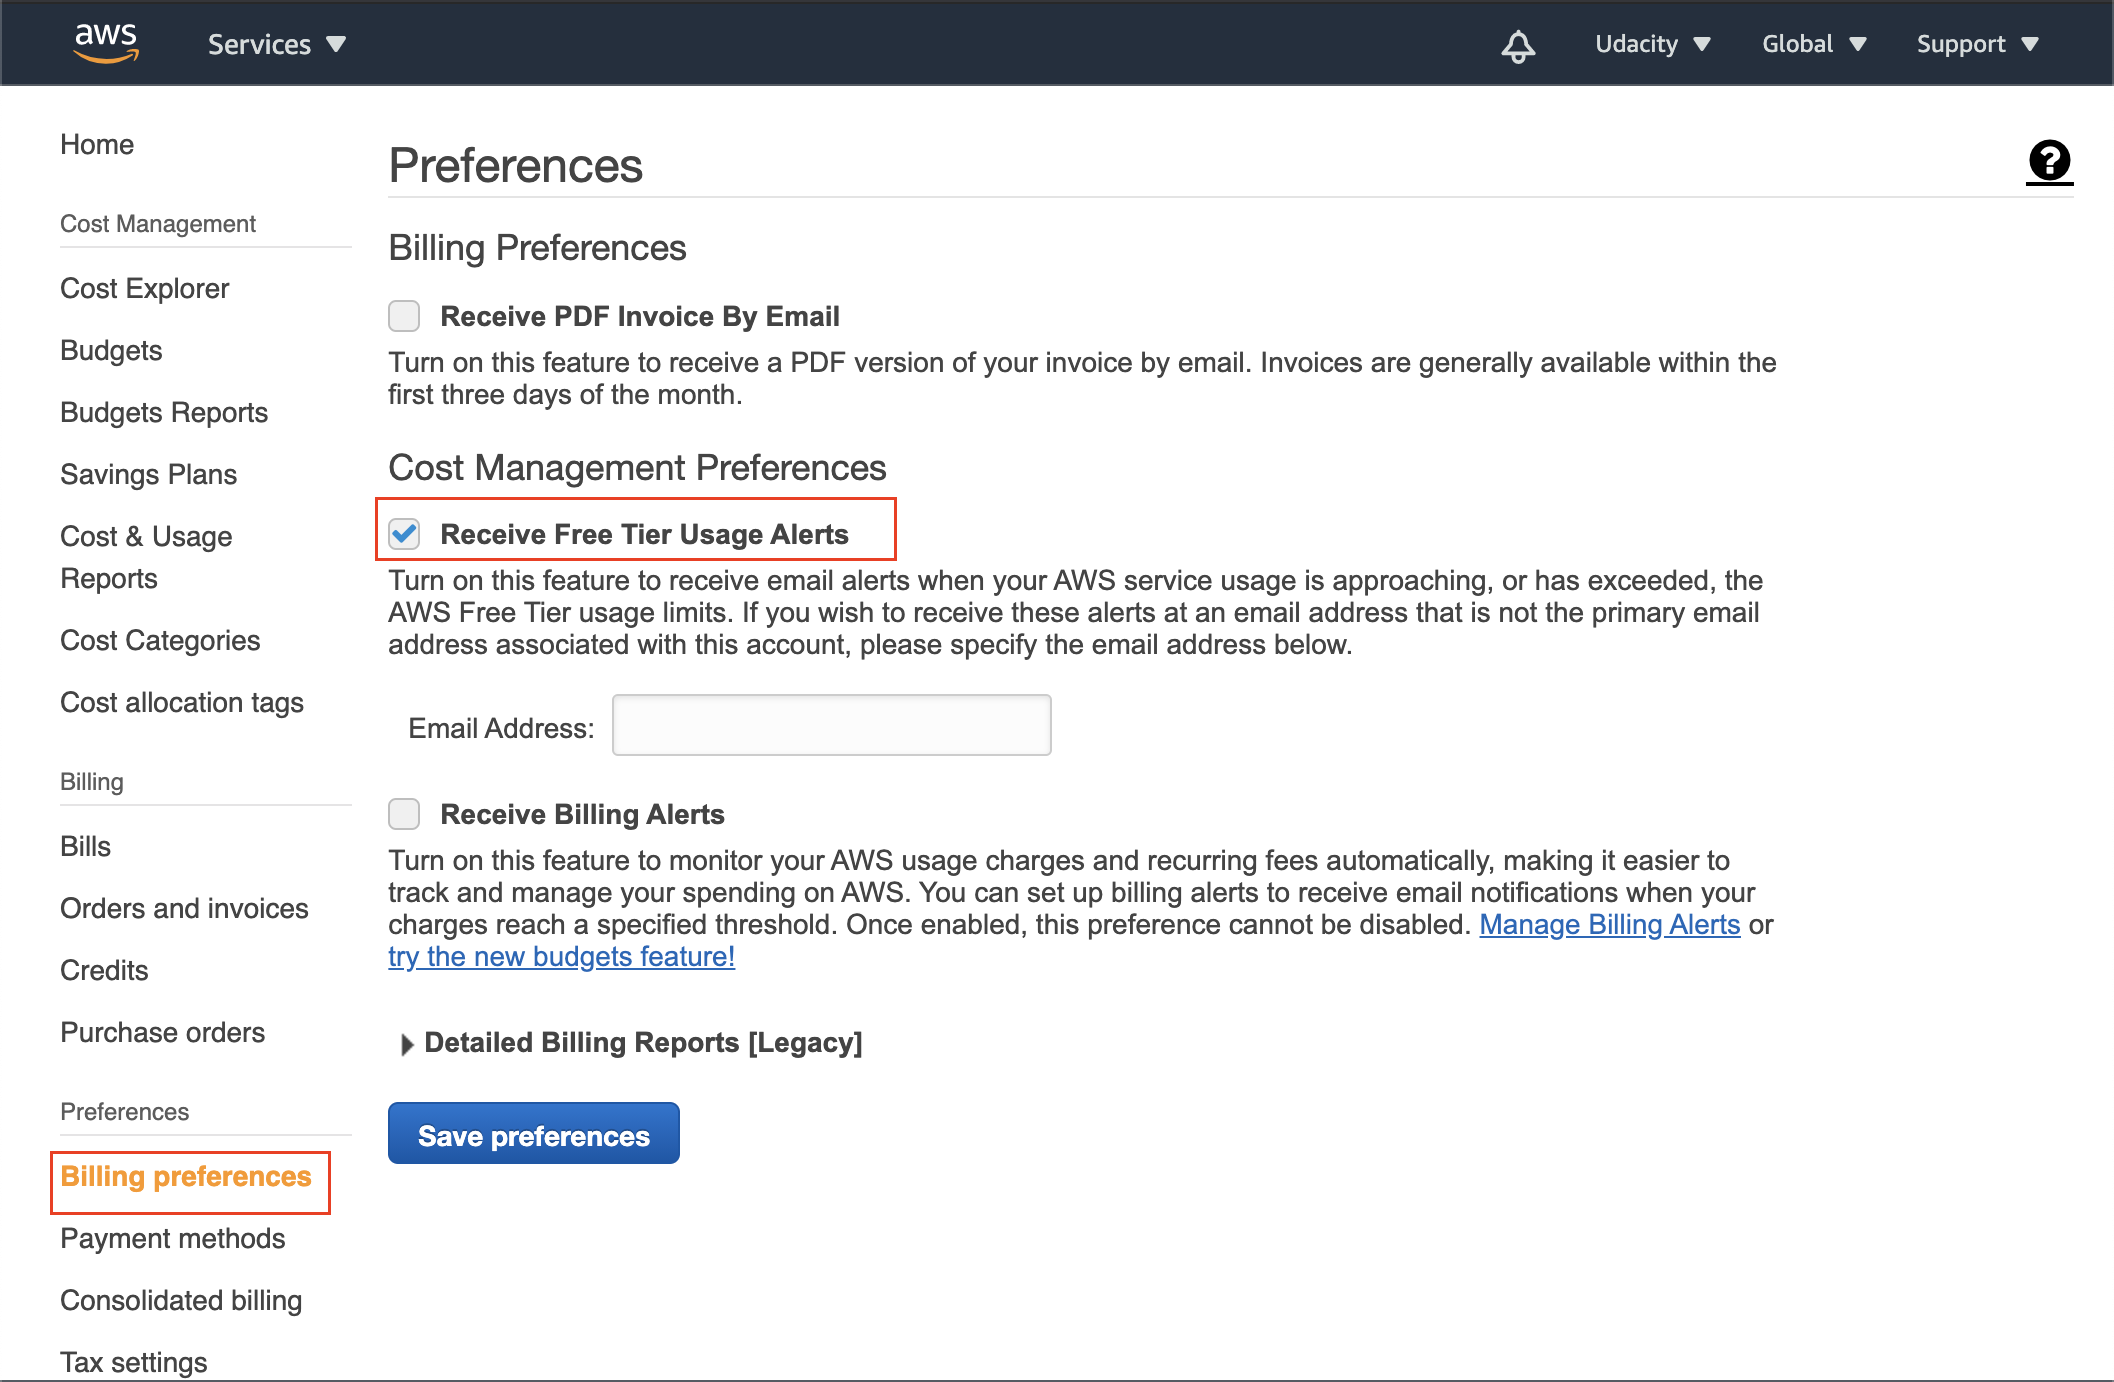 aws
Services
Udacity
Global
Support
Home
Cost Management
Cost Explorer
Budgets
Budgets Reports
Savings Plans
Cost & Usage
Reports
Cost Categories
Cost allocation tags
Billing
Bills
Orders and invoices
Credits
Purchase orders
Preferences
Billing preferences
Payment methods
Consolidated billing
Tax settings
Preferences
?
Billing Preferences
Receive PDF Invoice By Email
Turn on this feature to receive a PDF version of your invoice by email. Invoices are generally available within the
first three days of the month.
Cost Management Preferences
Receive Free Tier Usage Alerts
Turn on this feature to receive email alerts when your AWS service usage is approaching, or has exceeded, the
AWS Free Tier usage limits. If you wish to receive these alerts at an email address that is not the primary email
address associated with this account, please specify the email address below.
Email Address:
Receive Billing Alerts
Turn on this feature to monitor your AWS usage charges and recurring fees automatically, making it easier to
track and manage your spending on AWS. You can set up billing alerts to receive email notifications when your
charges reach a specified threshold. Once enabled, this preference cannot be disabled. Manage Billing Alerts or
try the new budgets feature!
Detailed Billing Reports [Legacy]
Save preferences